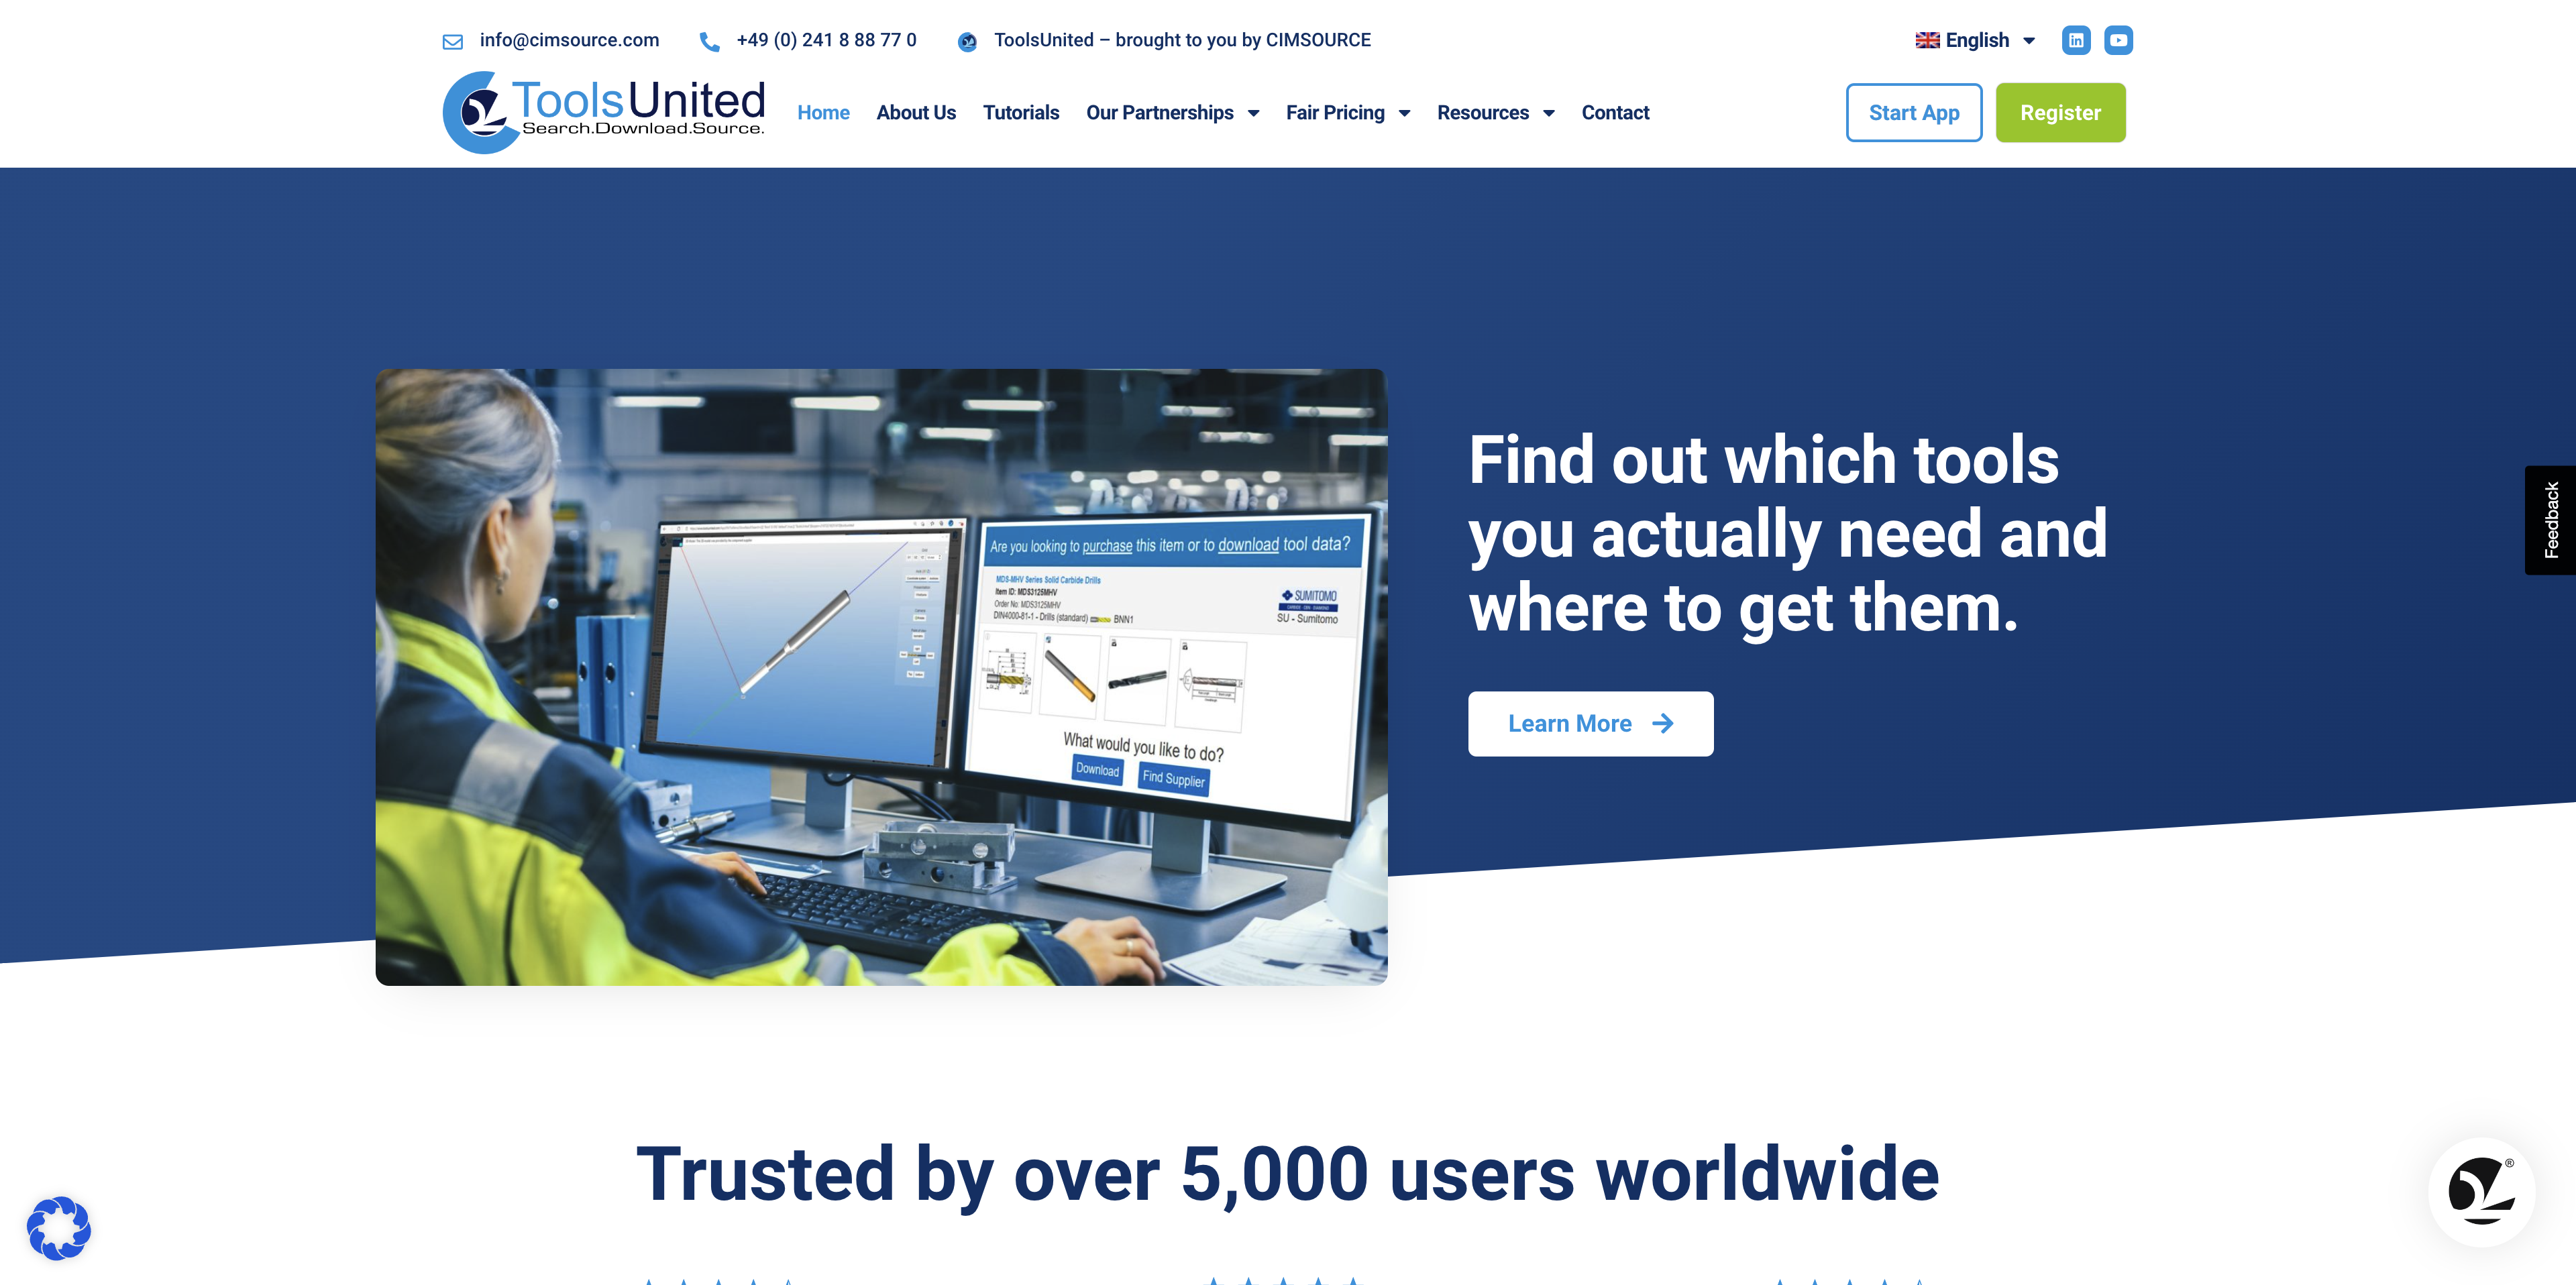 info@cimsource.com
+49 (0) 241 8 88 77 0
ToolsUnited – brought to you by CIMSOURCE
English
ToolsUnited
Search.Download.Source.
Home
About Us
Tutorials
Our Partnerships
Fair Pricing
Resources
Contact
Start App
Register
Are you looking to purchase this item or to download tool data?
MDS-MHV Series Solid Carbide Drills
Item ID: MDS3125MHV
Order No: MDS3125MHV
DIN4000-81-1 - Drills (standard)
BNN1
SUMITOMO
SU - Sumitomo
What would you like to do?
Download
Find Supplier
Find out which tools
you actually need and
where to get them.
Learn More
Feedback
Trusted by over 5,000 users worldwide
®